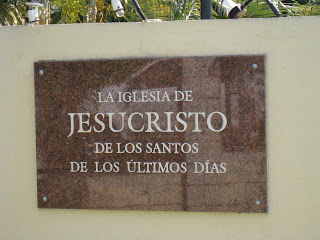 LA IGLESIA DE
JESUCRISTO
DE LOS SANTOS
DE LOS ÚLTIMOS DÍAS